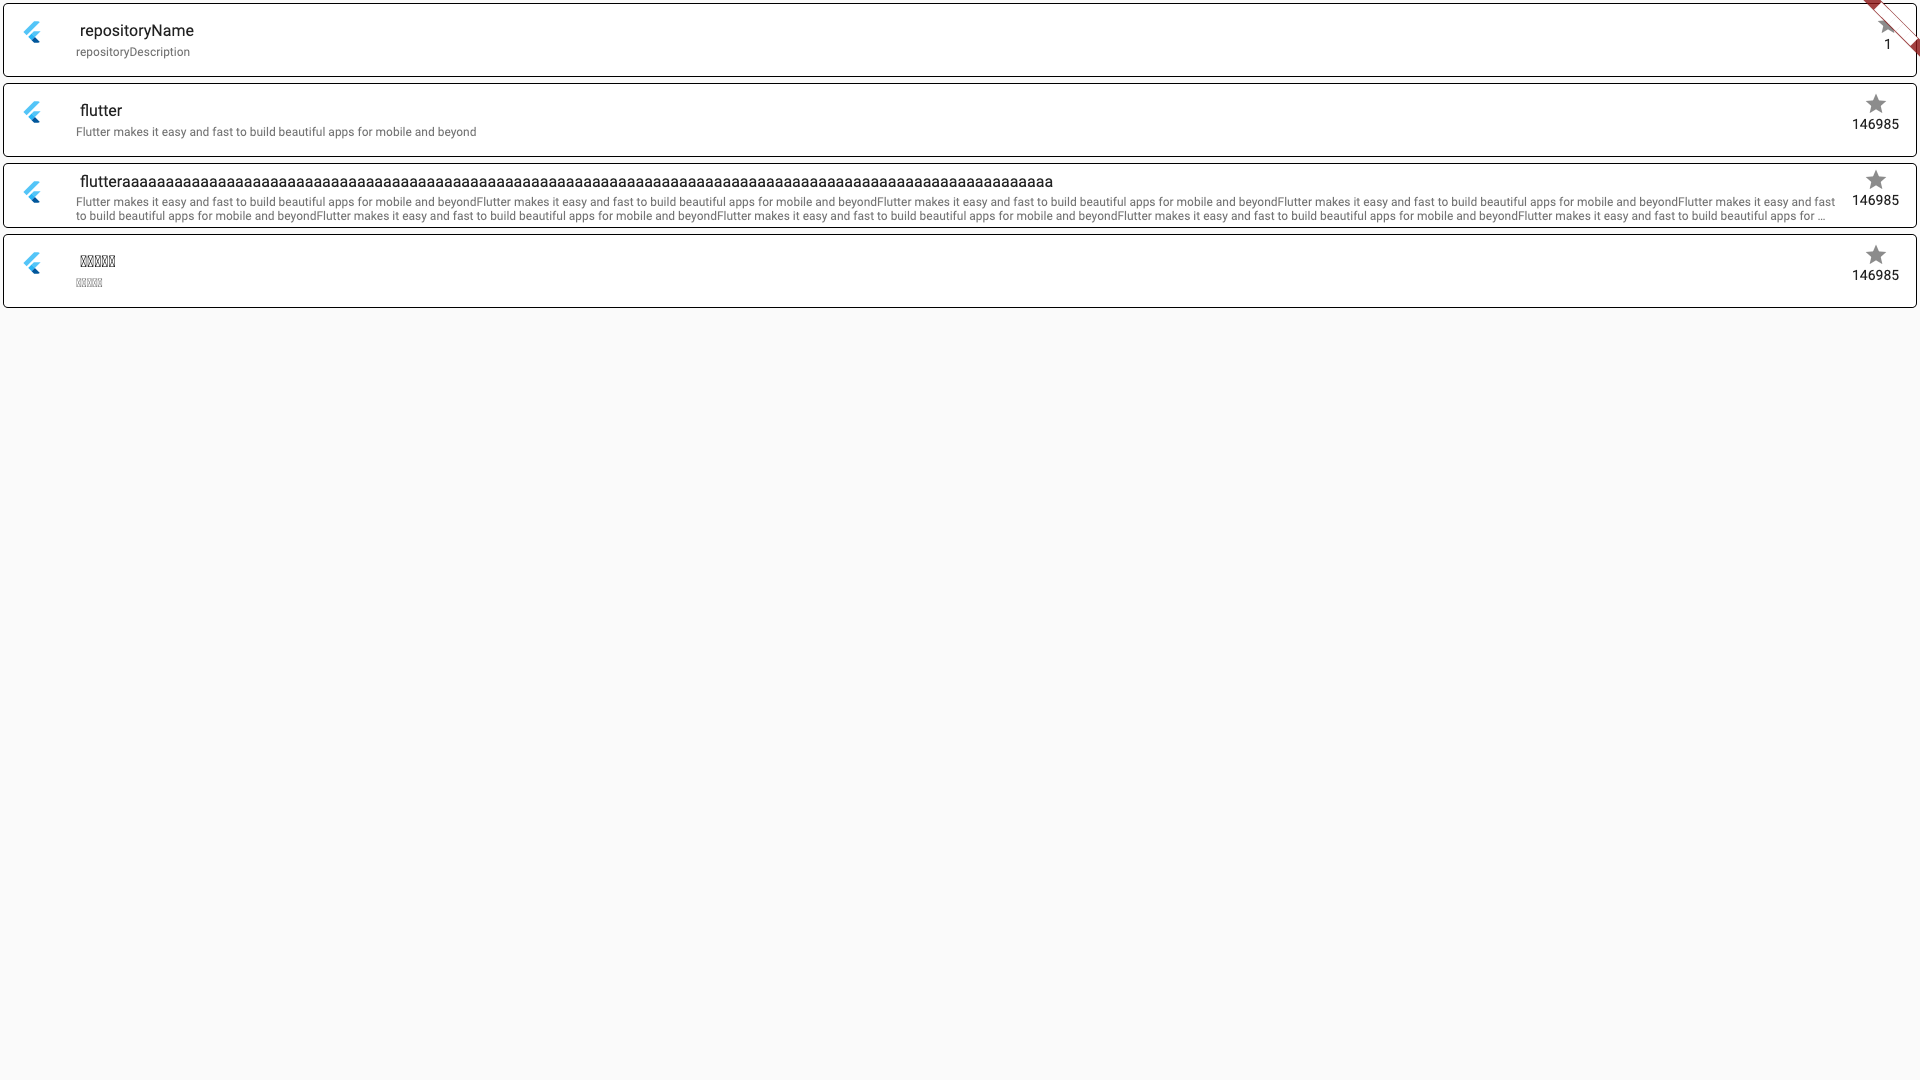 repositoryName
repositoryDescription
1
flutter
Flutter makes it easy and fast to build beautiful apps for mobile and beyond
146985
flutteraaaaaaaaaaaaaaaaaaaaaaaaaaaaaaaaaaaaaaaaaaaaaaaaaaaaaaaaaaaaaaaaaaaaaaaaaaaaaaaaaaaaaaaaaaaaaaaaaaaaaaaaaaa
Flutter makes it easy and fast to build beautiful apps for mobile and beyondFlutter makes it easy and fast to build beautiful apps for mobile and beyondFlutter makes it easy and fast to build beautiful apps for mobile and beyondFlutter makes it easy and fast to build beautiful apps for mobile and beyondFlutter makes it easy and fast
to build beautiful apps for mobile and beyondFlutter makes it easy and fast to build beautiful apps for mobile and beyondFlutter makes it easy and fast to build beautiful apps for mobile and beyondFlutter makes it easy and fast to build beautiful apps for mobile and beyondFlutter makes it easy and fast to build beautiful apps for …
146985
146985